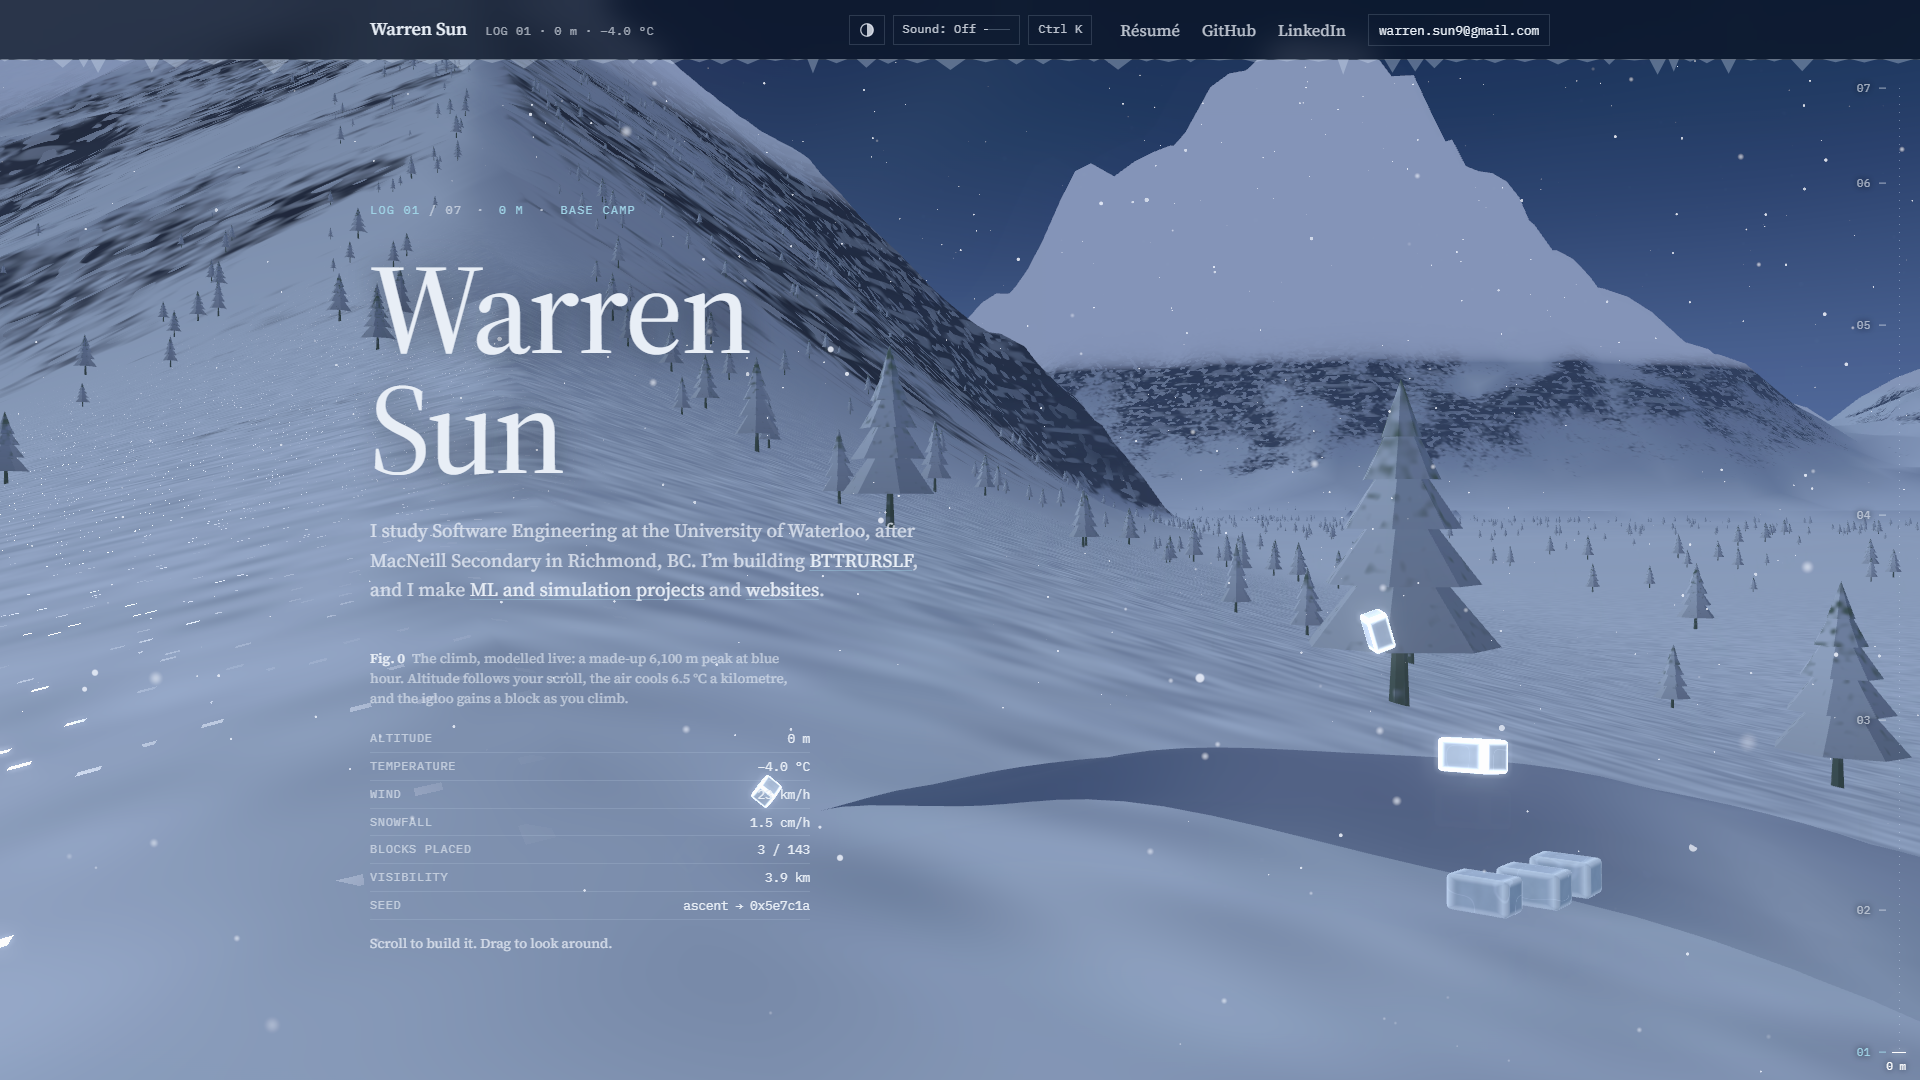 Warren Sun
LOG 01 · 0 m · −4.0 °C
Sound: Off
Ctrl K
Résumé
GitHub
LinkedIn
warren.sun9@gmail.com
LOG 01 / 07 · 0 M · BASE CAMP
Warren
Sun
I study Software Engineering at the University of Waterloo, after
MacNeill Secondary in Richmond, BC. I’m building BTTRURSLF,
and I make ML and simulation projects and websites.
Fig. 0 The climb, modelled live: a made-up 6,100 m peak at blue
hour. Altitude follows your scroll, the air cools 6.5 °C a kilometre,
and the igloo gains a block as you climb.
ALTITUDE 0 m
TEMPERATURE −4.0 °C
WIND km/h
SNOWFALL 1.5 cm/h
BLOCKS PLACED 3 / 143
VISIBILITY 3.9 km
SEED ascent → 0x5e7c1a
Scroll to build it. Drag to look around.
07
06
05
04
03
02
01
0 m